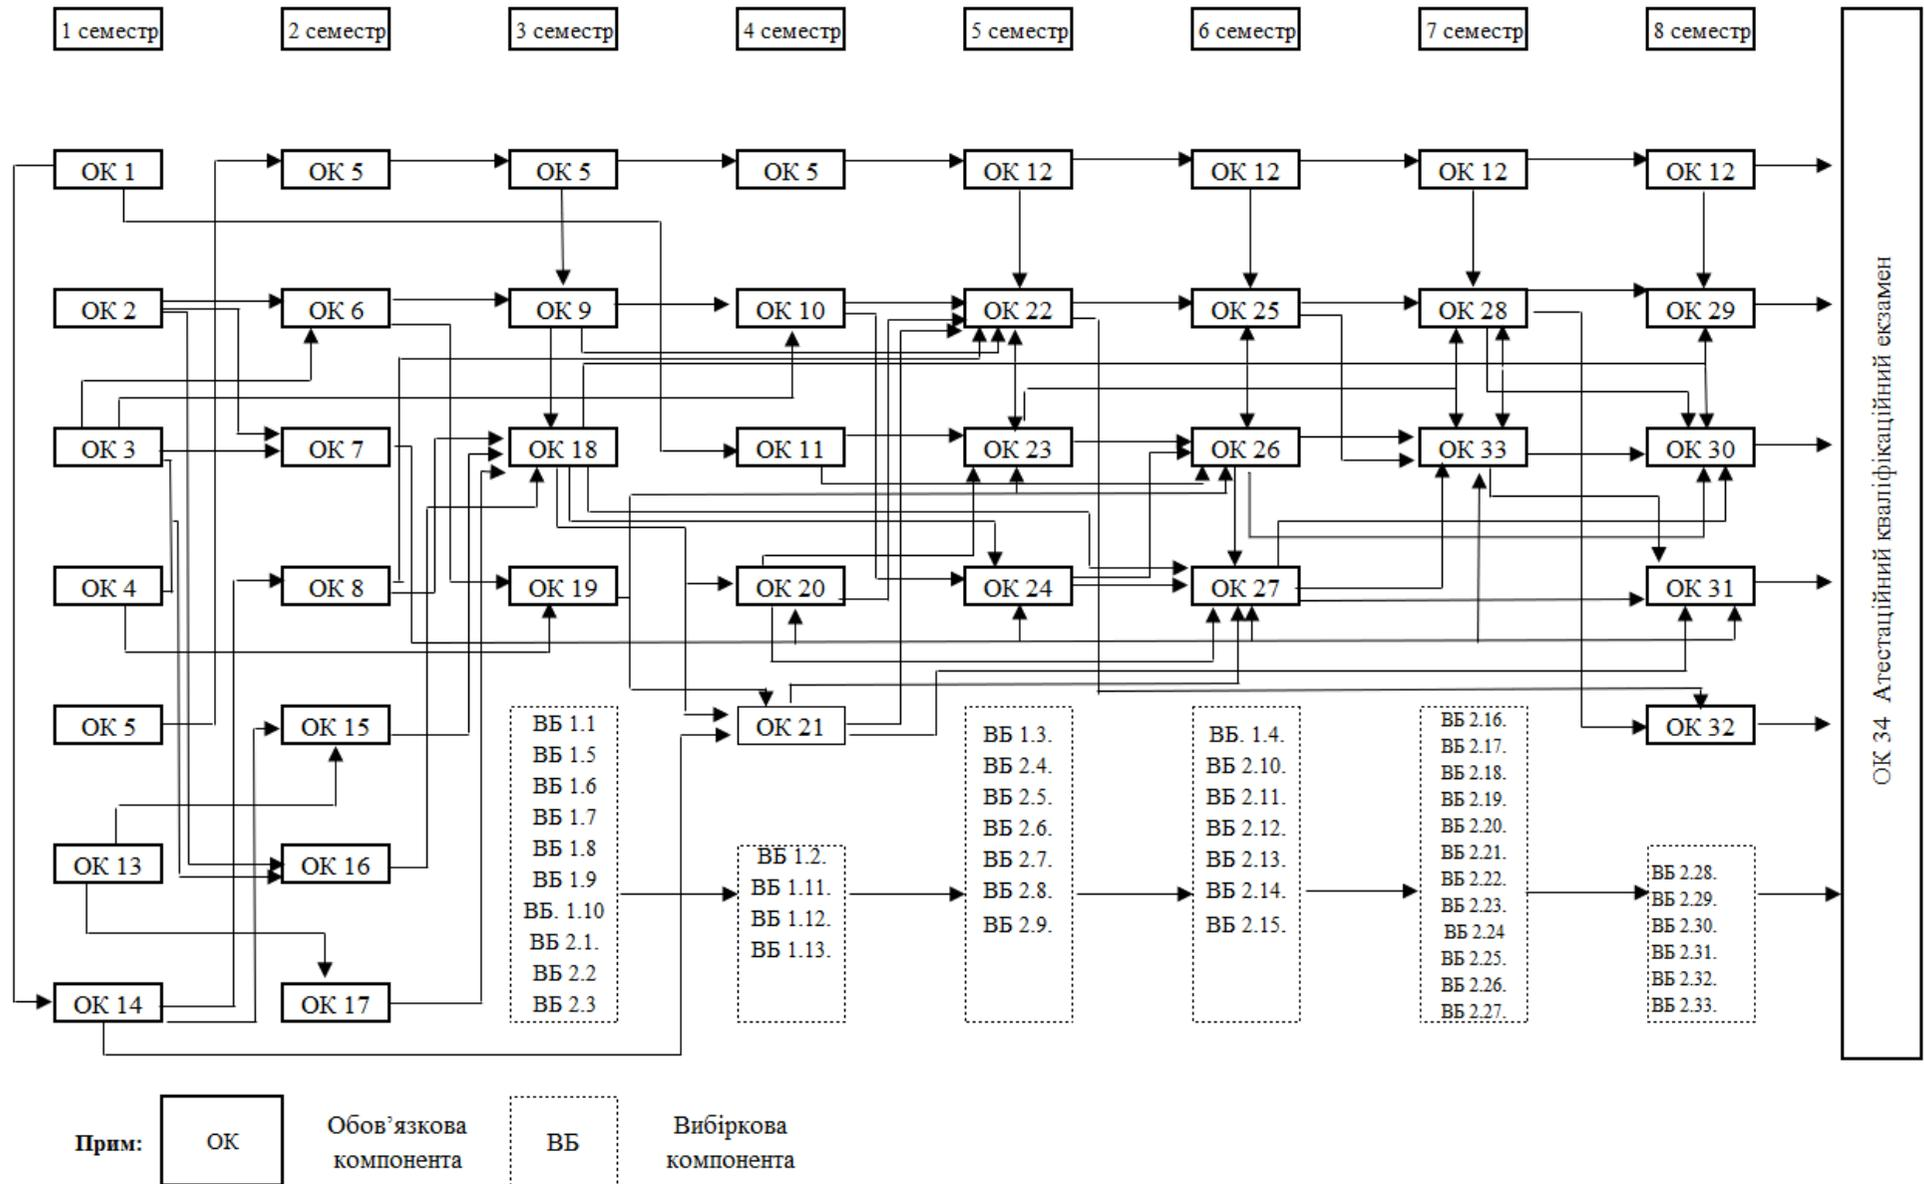 1 семестр
2 семестр
3 семестр
4 семестр
5 семестр
6 семестр
7 семестр
8 семестр
ОК 1
ОК 5
ОК 5
ОК 5
ОК 12
ОК 12
ОК 12
ОК 12
ОК 2
ОК 6
ОК 9
ОК 10
ОК 22
ОК 25
ОК 28
ОК 29
ОК 3
ОК 7
ОК 18
ОК 11
ОК 23
ОК 26
ОК 33
ОК 30
ОК 4
ОК 8
ОК 19
ОК 20
ОК 24
ОК 27
ОК 31
ОК 5
ОК 15
ОК 21
ОК 32
ОК 13
ОК 16
ОК 14
ОК 17
ВБ 1.1
ВБ 1.5
ВБ 1.6
ВБ 1.7
ВБ 1.8
ВБ 1.9
ВБ. 1.10
ВБ 2.1.
ВБ 2.2
ВБ 2.3
ВБ 1.2.
ВБ 1.11.
ВБ 1.12.
ВБ 1.13.
ВБ 1.3.
ВБ 2.4.
ВБ 2.5.
ВБ 2.6.
ВБ 2.7.
ВБ 2.8.
ВБ 2.9.
ВБ. 1.4.
ВБ 2.10.
ВБ 2.11.
ВБ 2.12.
ВБ 2.13.
ВБ 2.14.
ВБ 2.15.
ВБ 2.16.
ВБ 2.17.
ВБ 2.18.
ВБ 2.19.
ВБ 2.20.
ВБ 2.21.
ВБ 2.22.
ВБ 2.23.
ВБ 2.24
ВБ 2.25.
ВБ 2.26.
ВБ 2.27.
ВБ 2.28.
ВБ 2.29.
ВБ 2.30.
ВБ 2.31.
ВБ 2.32.
ВБ 2.33.
ОК 34 Атестаційний кваліфікаційний екзамен
Прим:
ОК
Обов’язкова
компонента
ВБ
Вибіркова
компонента